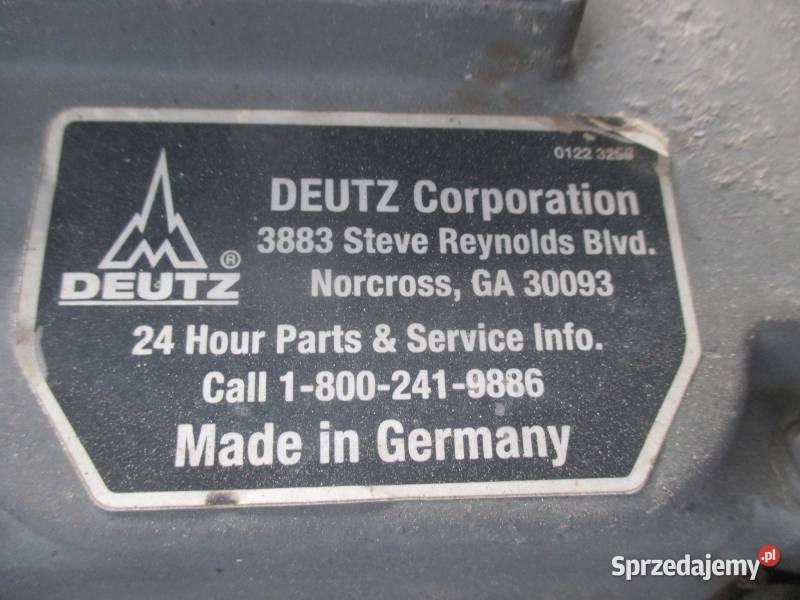 0122
DEUTZ Corporation
3883 Steve Reynolds Blvd.
Norcross, GA 30093
DEUTZ ®
24 Hour Parts & Service Info.
Call 1-800-241-9886
Made in Germany
Sprzedajemy.pl